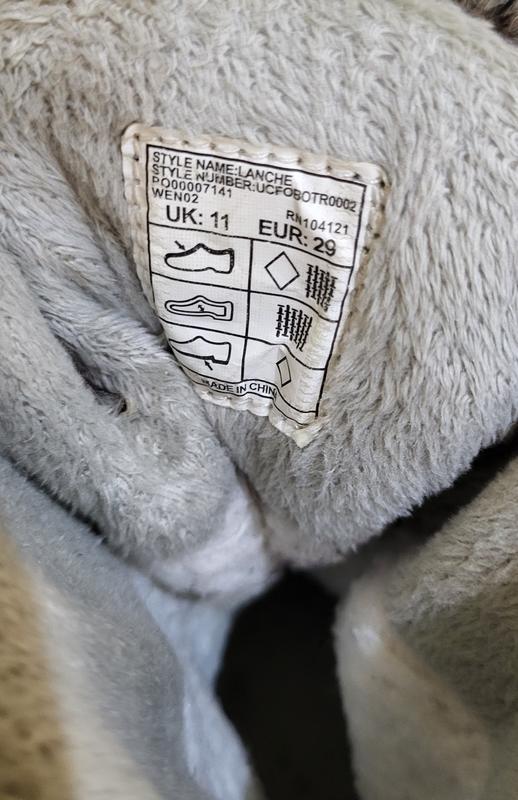 STYLE NAME:LANCHE
STYLE NUMBER:UCFOBOTR0002
PO00007141
WEN02 RN104121
UK: 11 EUR: 29
MADE IN CHINA